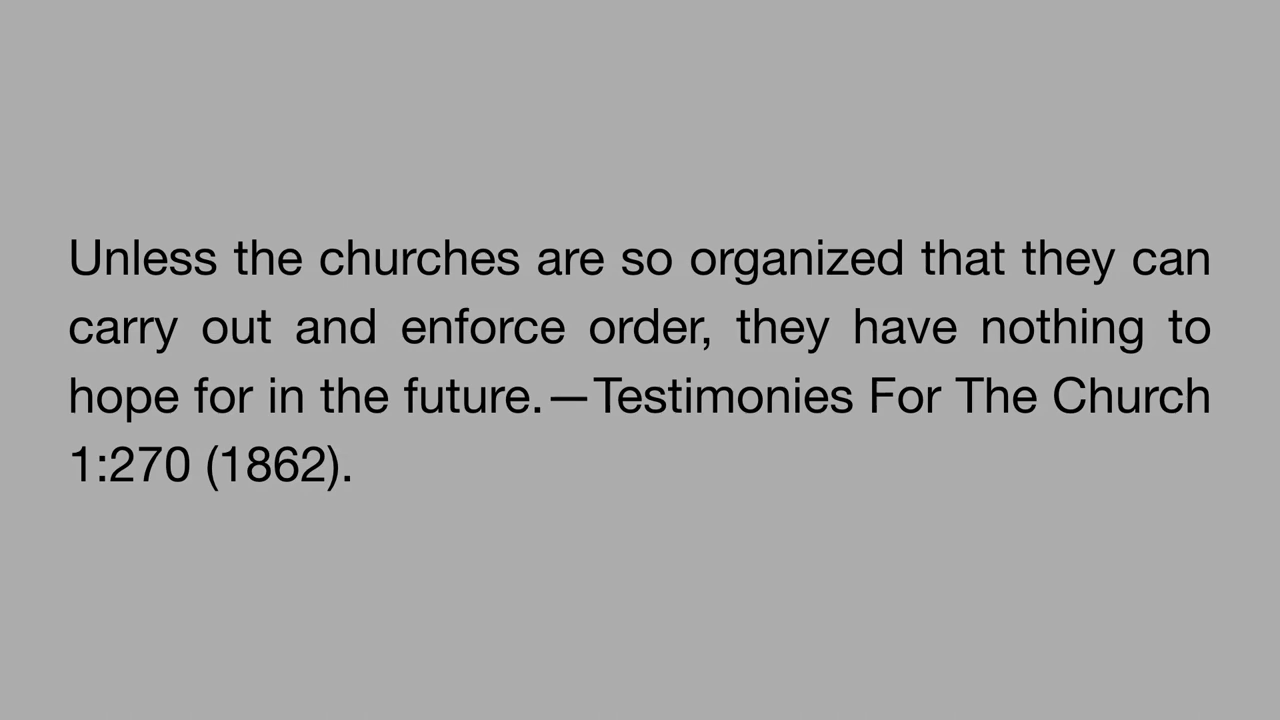 Unless the churches are so organized that they can
carry out and enforce order, they have nothing to
hope for in the future.—Testimonies For The Church
1:270 (1862).